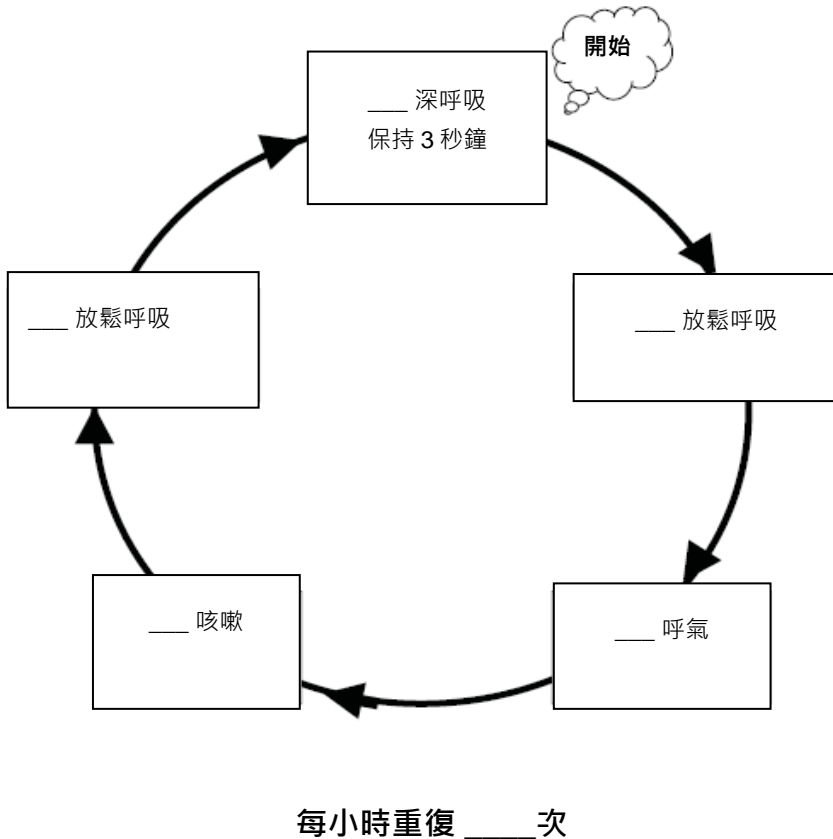 開始
___ 深呼吸
保持 3 秒鐘
___ 放鬆呼吸
___ 呼氣
___ 咳嗽
___ 放鬆呼吸
每小時重復 ____次